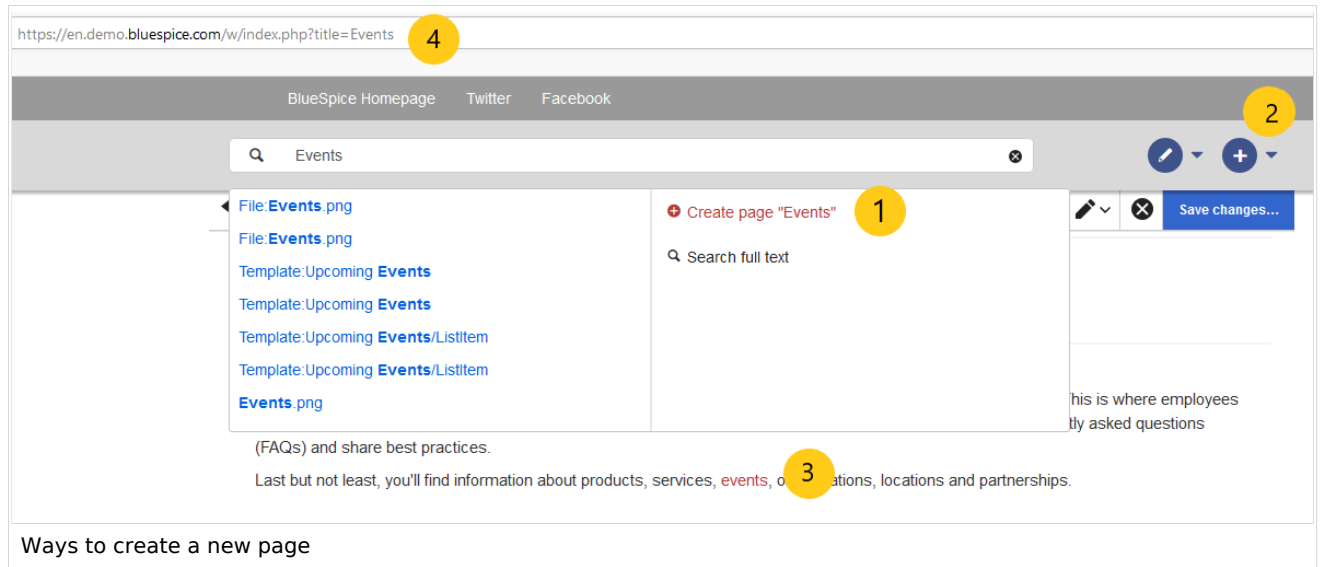 https://en.demo.bluespice.com/w/index.php?title=Events
4
BlueSpice Homepage Twitter Facebook
2
Events
File:Events.png
File:Events.png
Template:Upcoming Events
Template:Upcoming Events
Template:Upcoming Events/ListItem
Template:Upcoming Events/ListItem
Events.png
Create page "Events"
1
Search full text
Save changes...
This is where employees
tly asked questions
(FAQs) and share best practices.
Last but not least, you'll find information about products, services, events, o 3 ations, locations and partnerships.
Ways to create a new page